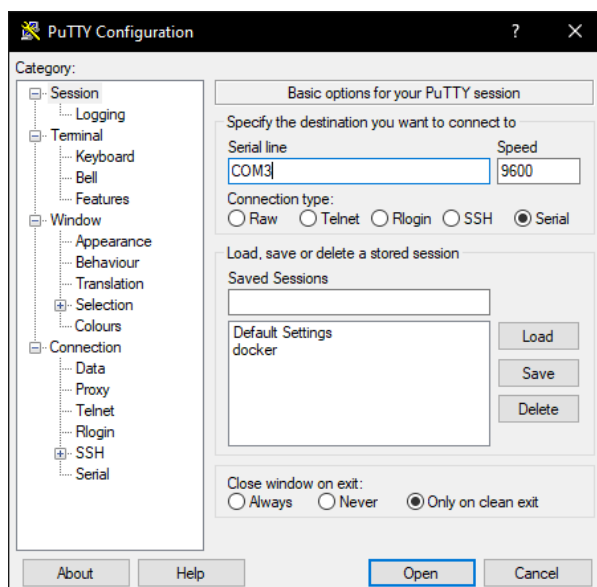 PuTTY Configuration ? ×
Category:
Session
Logging
Terminal
Keyboard
Bell
Features
Window
Appearance
Behaviour
Translation
Selection
Colours
Connection
Data
Proxy
Telnet
Rlogin
SSH
Serial
Basic options for your PuTTY session
Specify the destination you want to connect to
Serial line Speed
COM3 9600
Connection type:
Raw Telnet Rlogin SSH Serial
Load, save or delete a stored session
Saved Sessions
Default Settings
docker
Load
Save
Delete
Close window on exit:
Always Never Only on clean exit
About Help Open Cancel